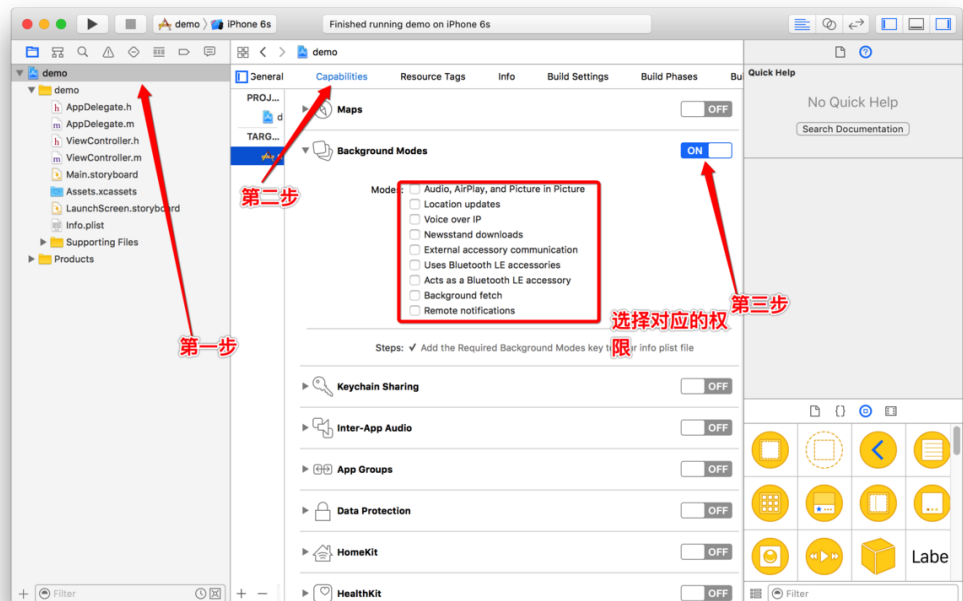 demo 〉 iPhone 6s
Finished running demo on iPhone 6s
demo
demo
General
Capabilities
Resource Tags
Info
Build Settings
Build Phases
Bu
Quick Help
No Quick Help
Search Documentation
demo
h AppDelegate.h
m AppDelegate.m
h ViewController.h
m ViewController.m
Main.storyboard
Assets.xcassets
LaunchScreen.storyboard
Info.plist
Supporting Files
Products
第一步
PROJ...
d
TARG...
第二步
Maps
OFF
Background Modes
ON
Modes:
Audio, AirPlay, and Picture in Picture
Location updates
Voice over IP
Newsstand downloads
External accessory communication
Uses Bluetooth LE accessories
Acts as a Bluetooth LE accessory
Background fetch
Remote notifications
第三步
选择对应的权
限
Steps: ✓ Add the Required Background Modes key to your info plist file
Keychain Sharing
OFF
Inter-App Audio
OFF
App Groups
OFF
Data Protection
OFF
HomeKit
OFF
HealthKit
OFF
Labe
Filter
Filter